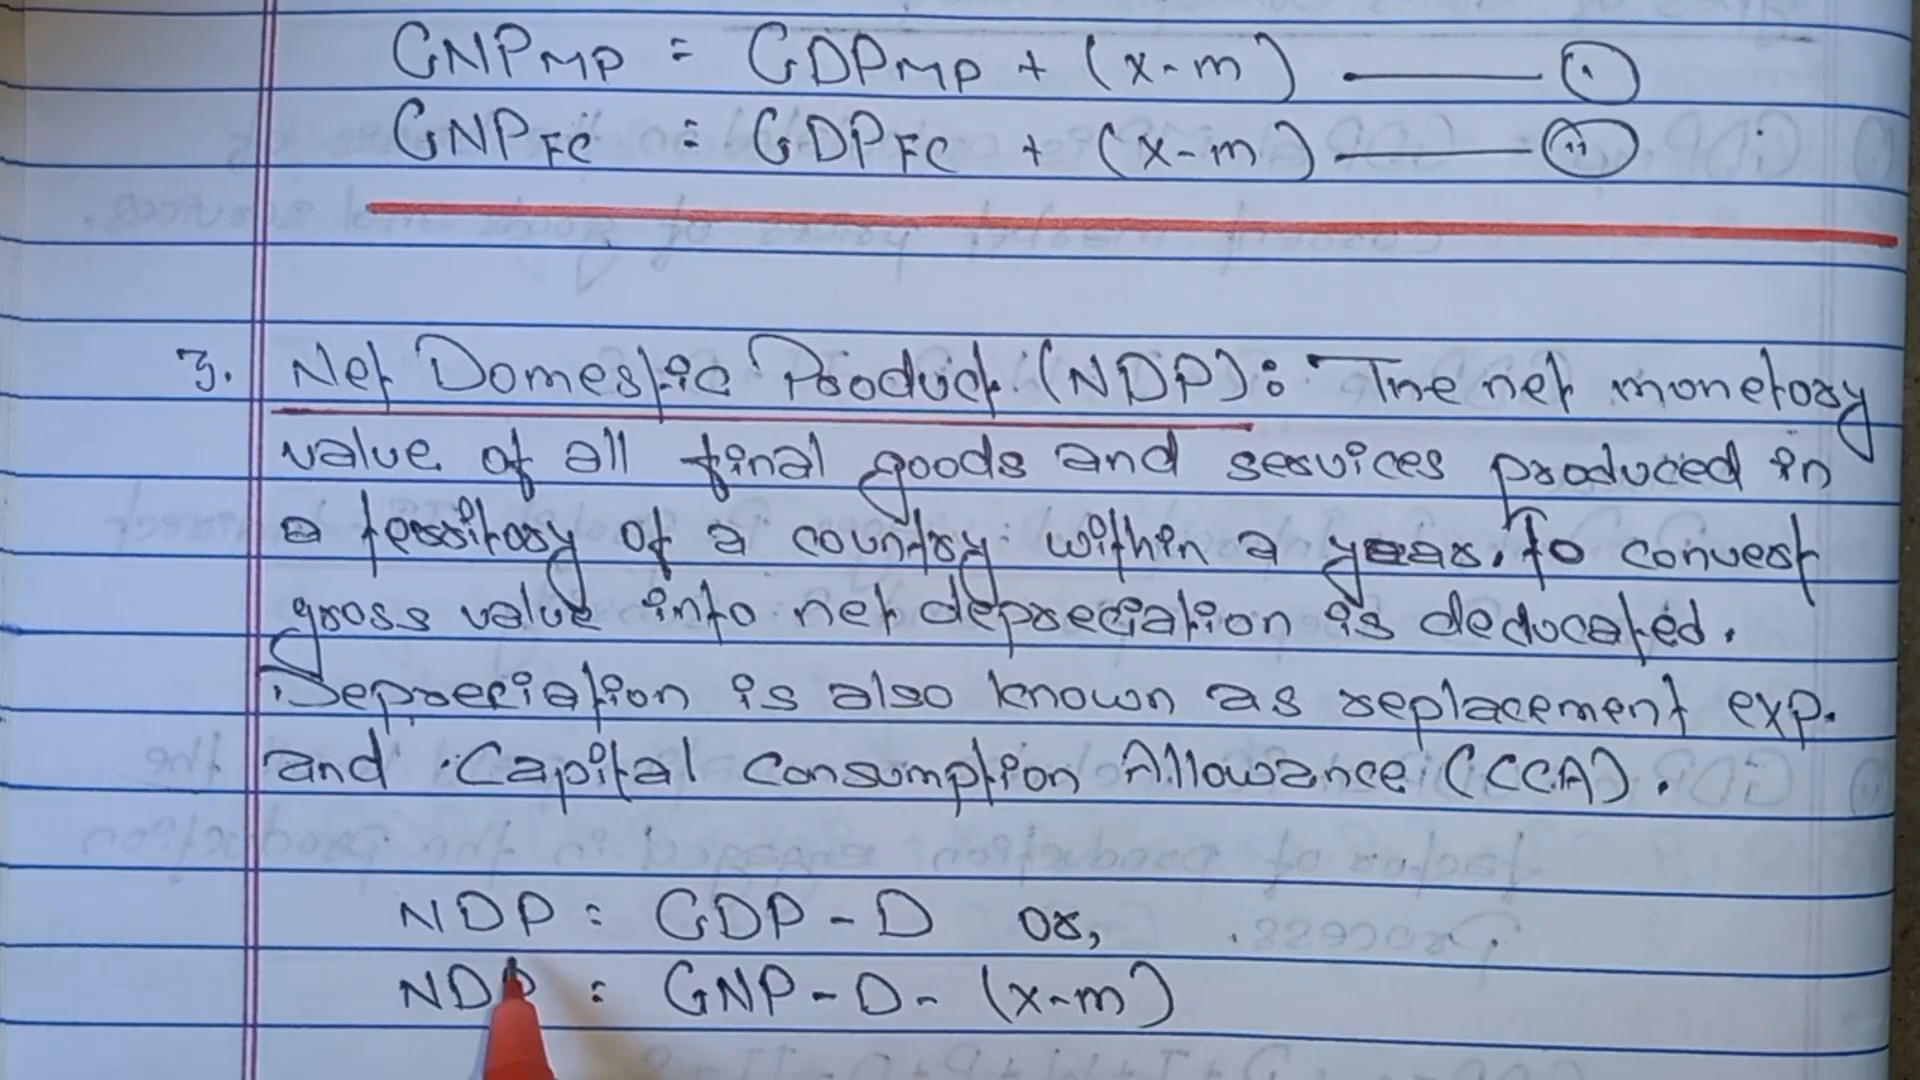 GNPMP = GDPMP + (x-m) —— (i)
GNPFC = GDPFC + (x-m) —— (ii)
3. Net Domestic Product (NDP): The net monetory
value of all final goods and services produced in
a territory of a country within a year. To convert
gross value into net depreciation is deducated.
Depreciation is also known as replacement exp.
and Capital Consumption Allowance (CCA).
NDP = GDP - D or,
NDP = GNP - D - (x-m)